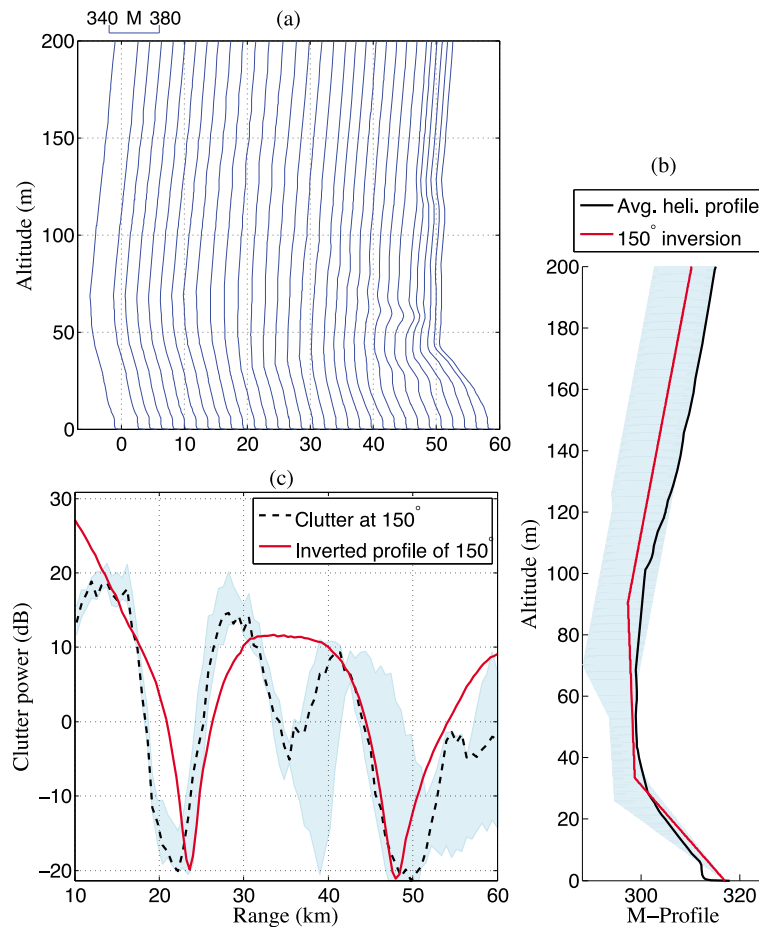 340 M 380
(a)
200
150
100
50
0
Altitude (m)
0 10 20 30 40 50 60
(b)
Avg. heli. profile
150° inversion
200
180
160
140
120
100
80
60
40
20
0
Altitude (m)
300 320
M-Profile
(c)
Clutter at 150°
Inverted profile of 150°
30
20
10
0
-10
-20
Clutter power (dB)
10 20 30 40 50 60
Range (km)